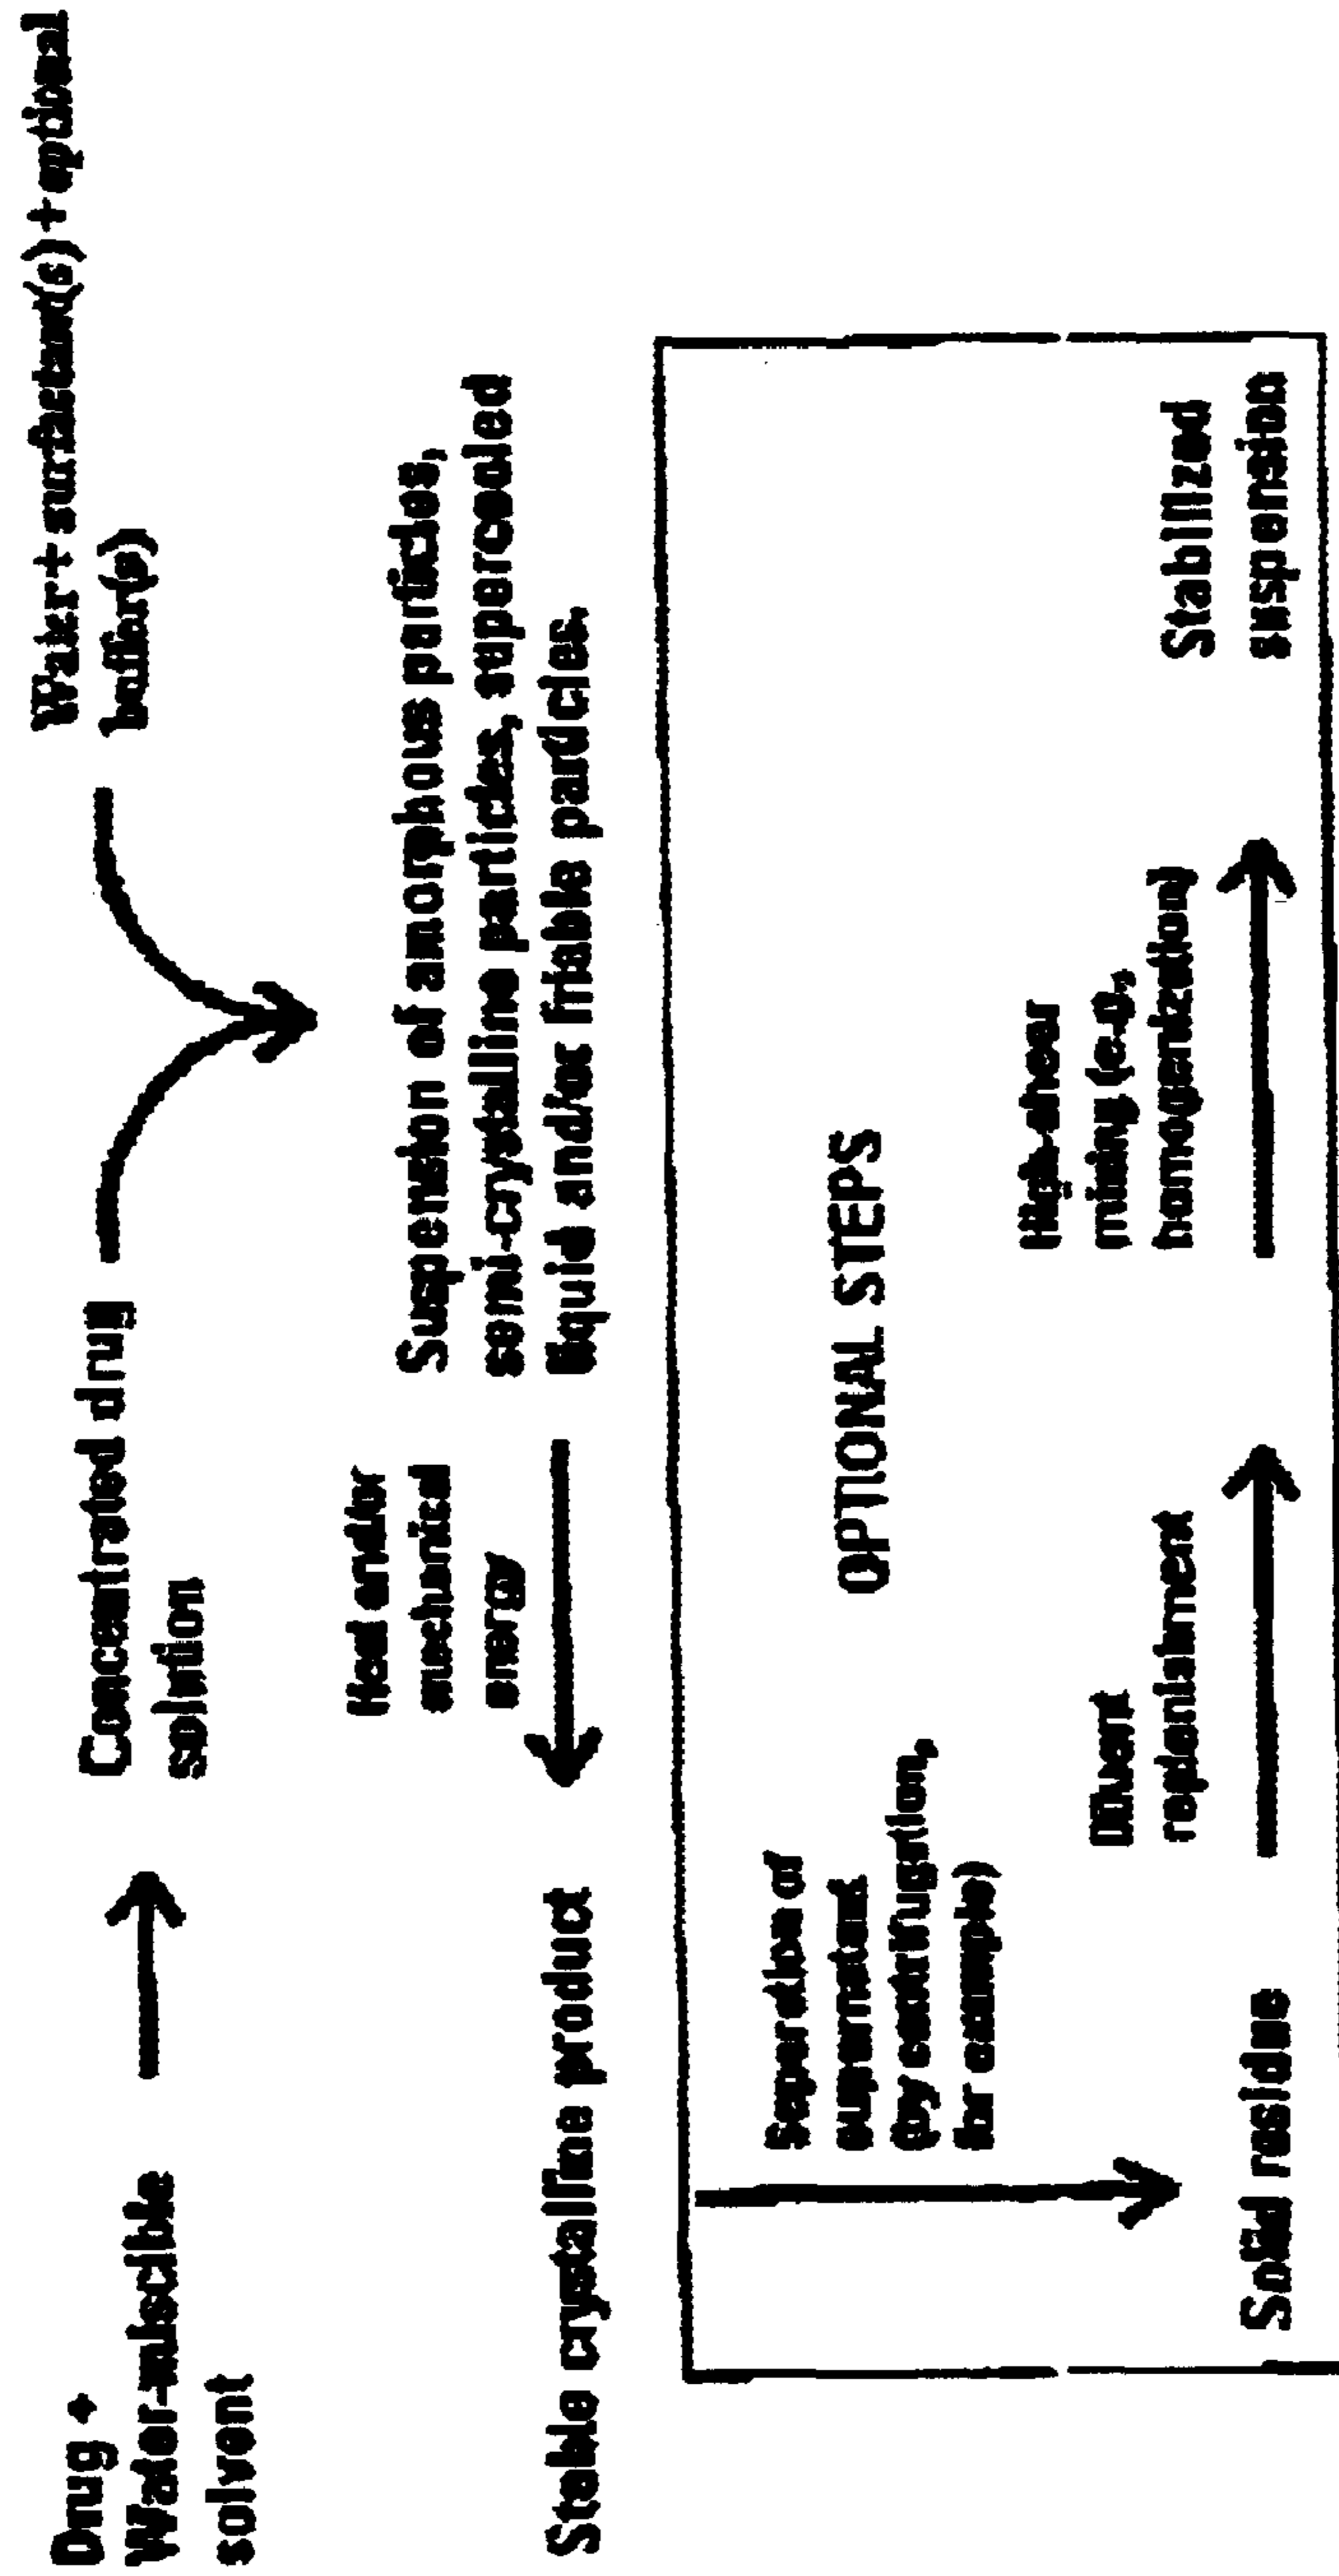 Drug +
Water-miscible
solvent
Concentrated drug
solution
Water + surfactant(s) + optional
buffer(s)
Suspension of amorphous particles,
semi-crystalline particles, supercooled
liquid and/or friable particles.
Heat and/or
mechanical
energy
Stable crystalline product
OPTIONAL STEPS
Separation of
supernatant
(by centrifugation,
for example)
Solid residue
Diluent
replenishment
High-shear
mixing (e.g.,
homogenization)
Stabilized
suspension